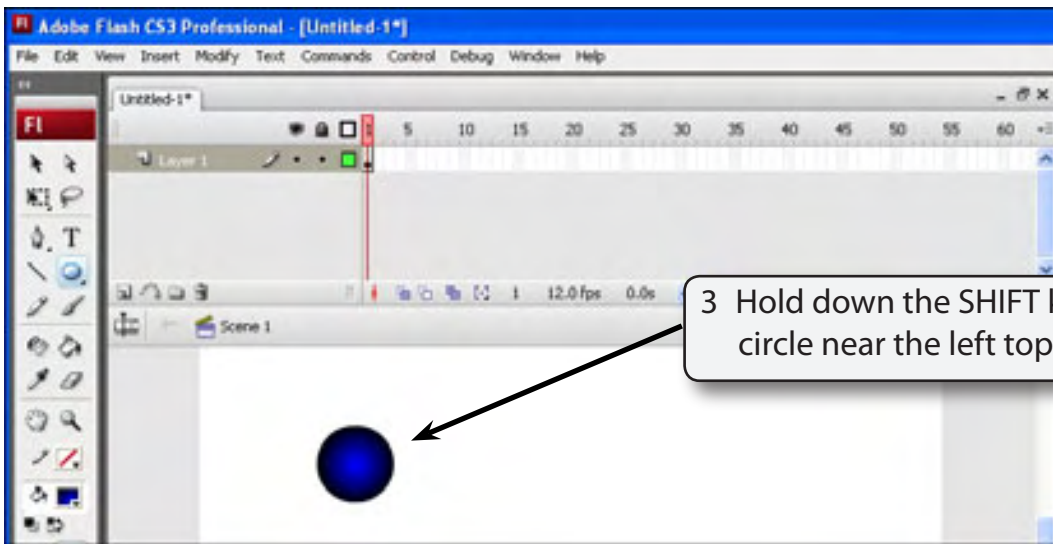 Adobe Flash CS3 Professional - [Untitled-1*]
File Edit View Insert Modify Text Commands Control Debug Window Help
Untitled-1*
Fl
5 10 15 20 25 30 35 40 45 50 55 60
Layer 1
T
1 12.0 fps 0.0s
Scene 1
3 Hold down the SHIFT
circle near the left top